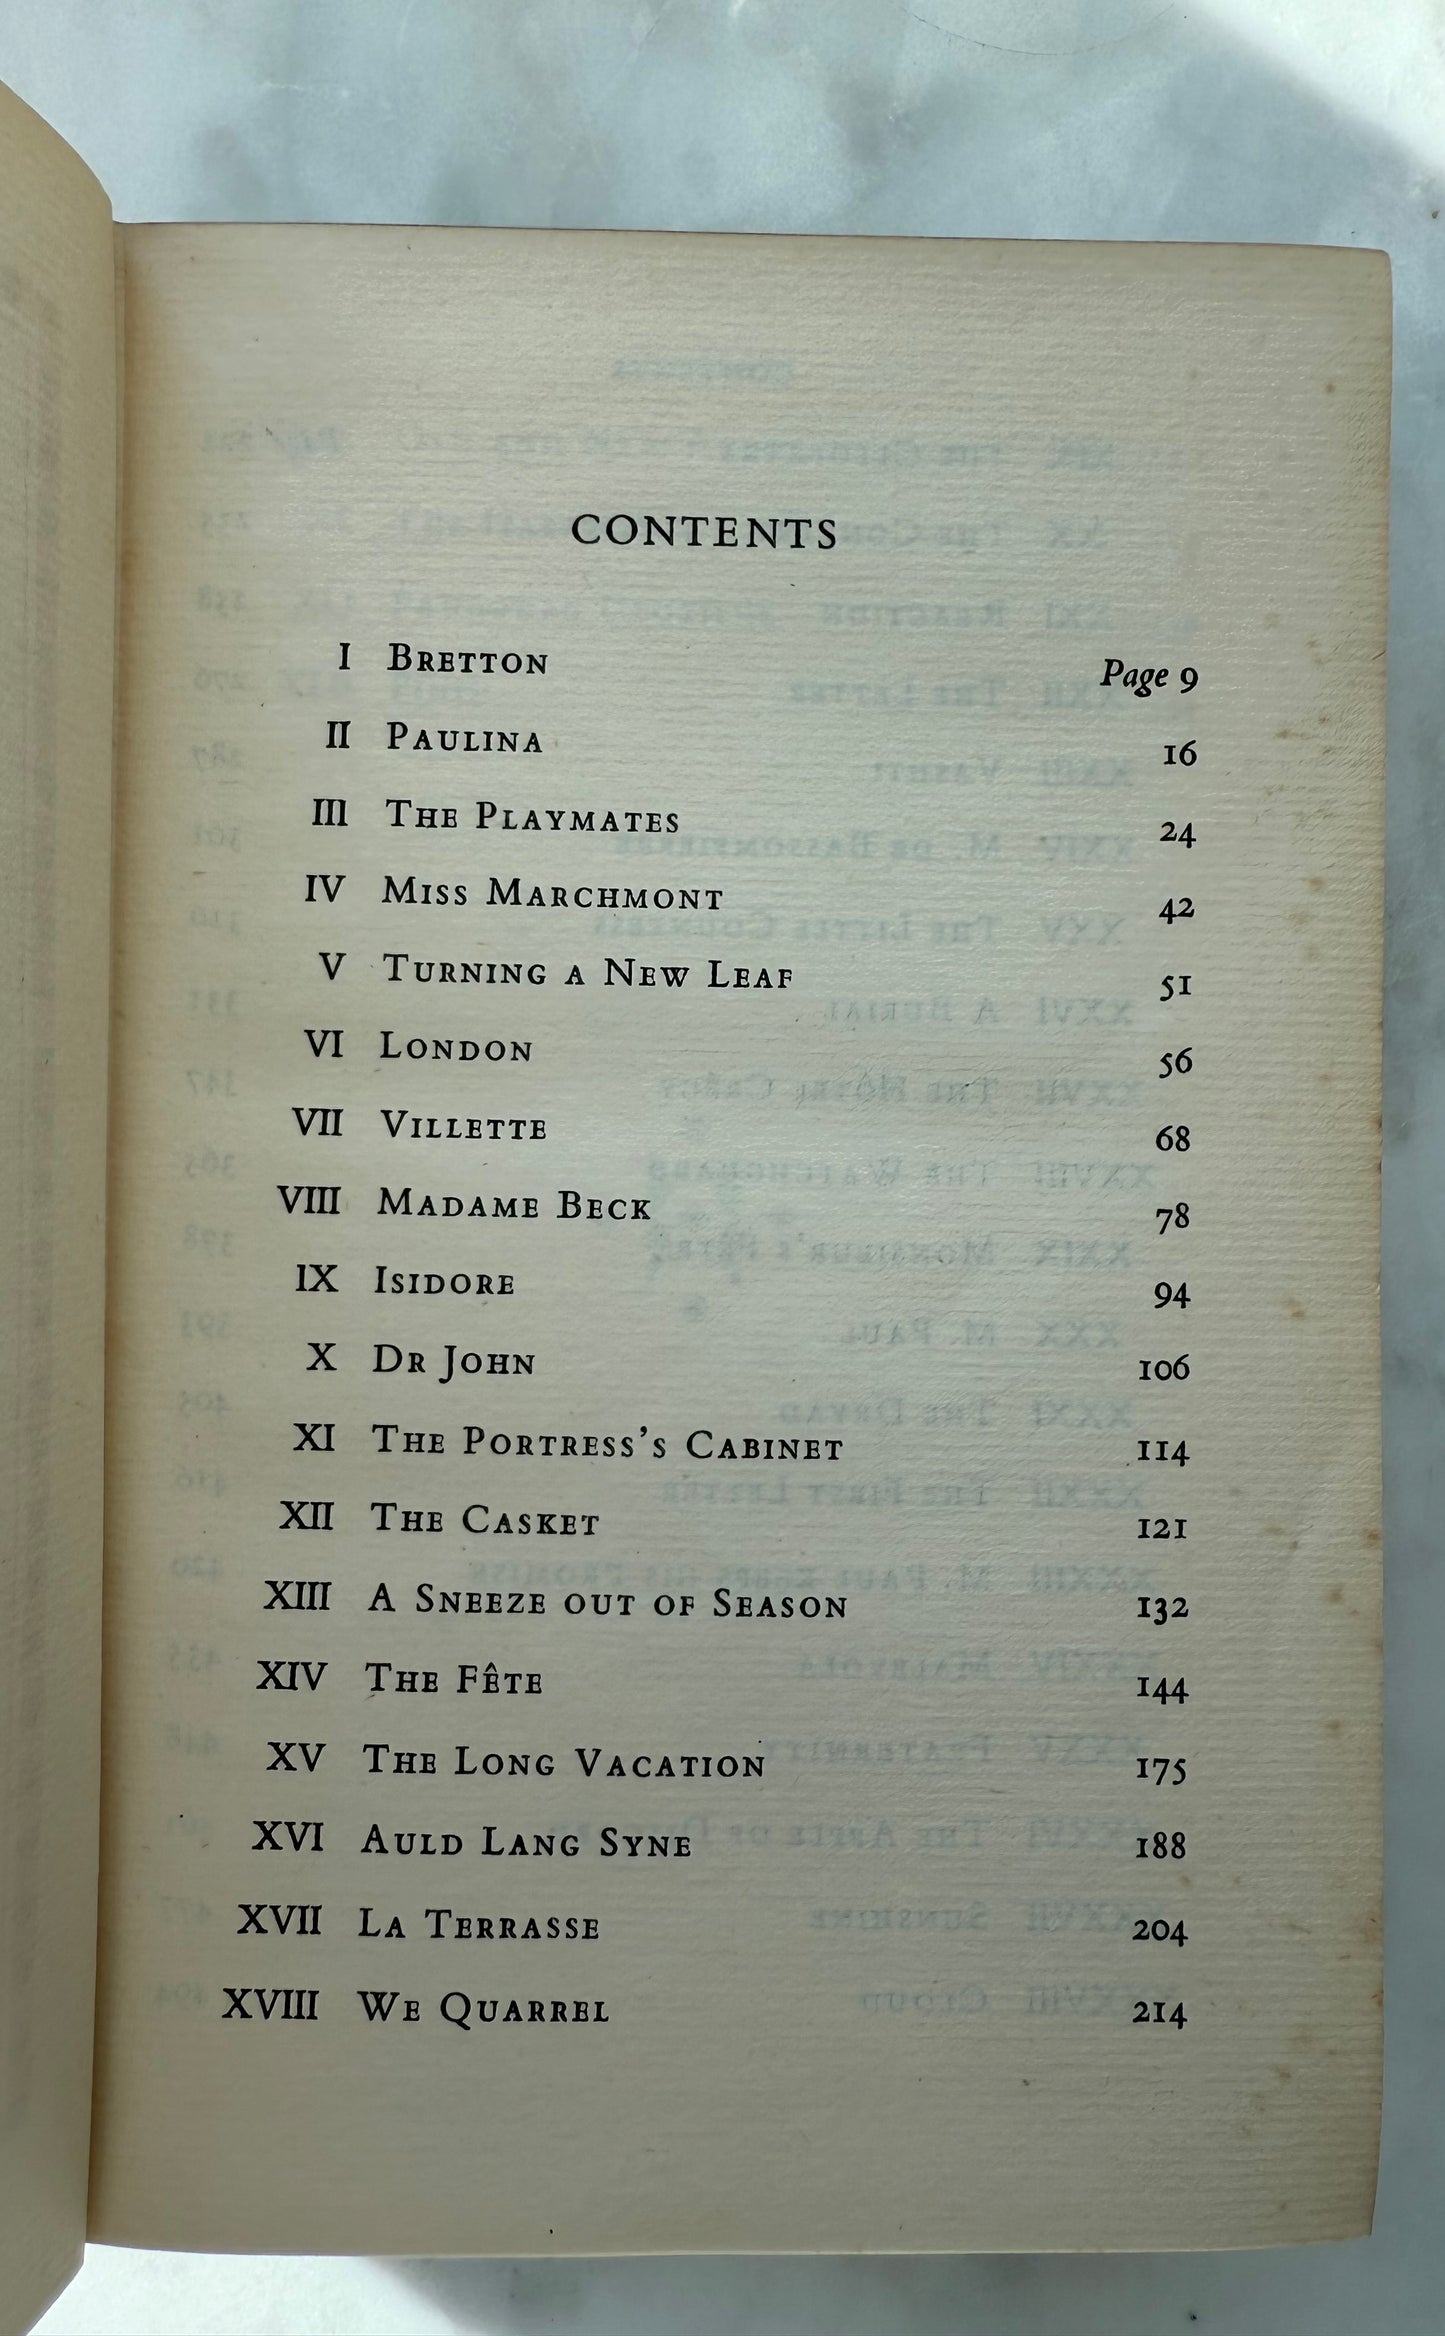 CONTENTS
I Bretton Page 9
II Paulina 16
III The Playmates 24
IV Miss Marchmont 42
V Turning a New Leaf 51
VI London 56
VII Villette 68
VIII Madame Beck 78
IX Isidore 94
X Dr John 106
XI The Portress's Cabinet 114
XII The Casket 121
XIII A Sneeze out of Season 132
XIV The Fête 144
XV The Long Vacation 175
XVI Auld Lang Syne 188
XVII La Terrasse 204
XVIII We Quarrel 214